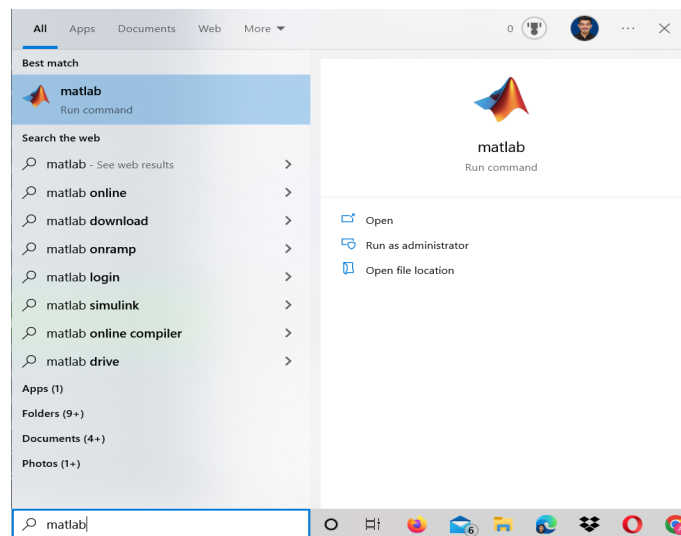 All Apps Documents Web More 0
Best match
matlab
Run command
Search the web
matlab - See web results
matlab online
matlab download
matlab onramp
matlab login
matlab simulink
matlab online compiler
matlab drive
Apps (1)
Folders (9+)
Documents (4+)
Photos (1+)
matlab
Run command
Open
Run as administrator
Open file location
matlab
6